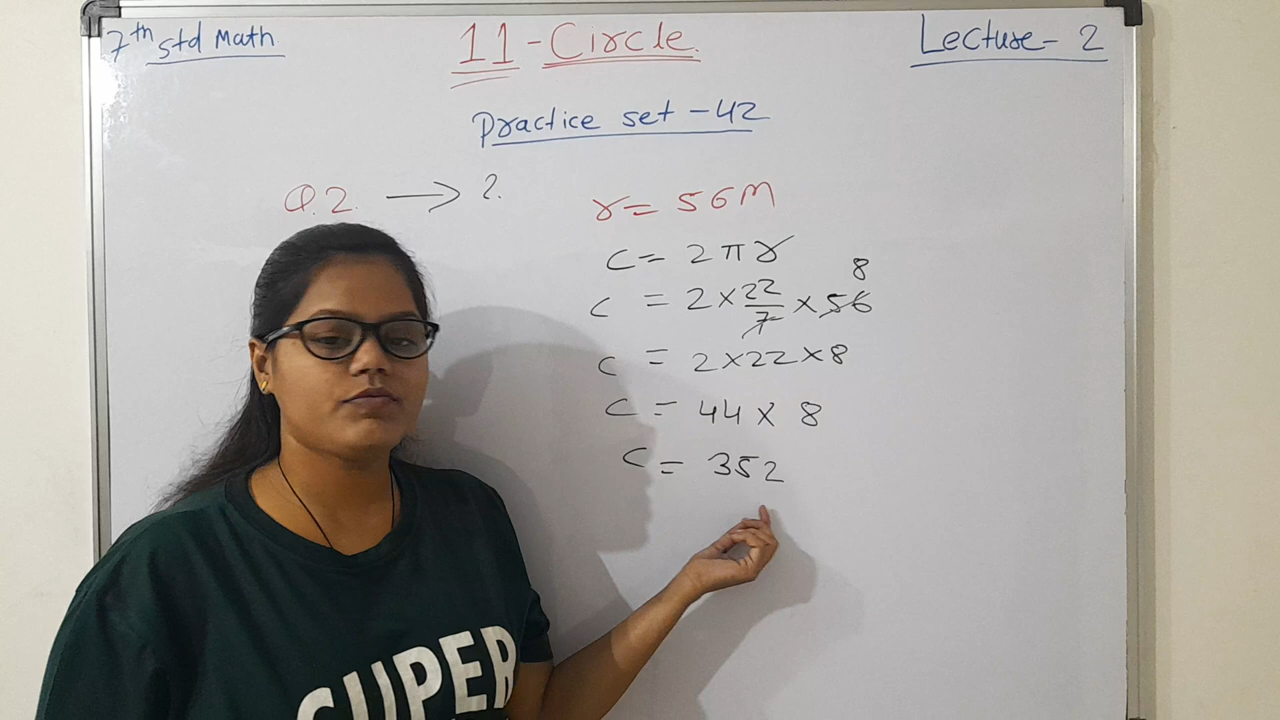 7th std Math
11-Circle.
Lecture-2
Practice set-42
Q.2. → 2.
r= 56M
C= 2πr
C = 2×22/7×56 8
C = 2×22×8
C = 44×8
C = 352
SUPER